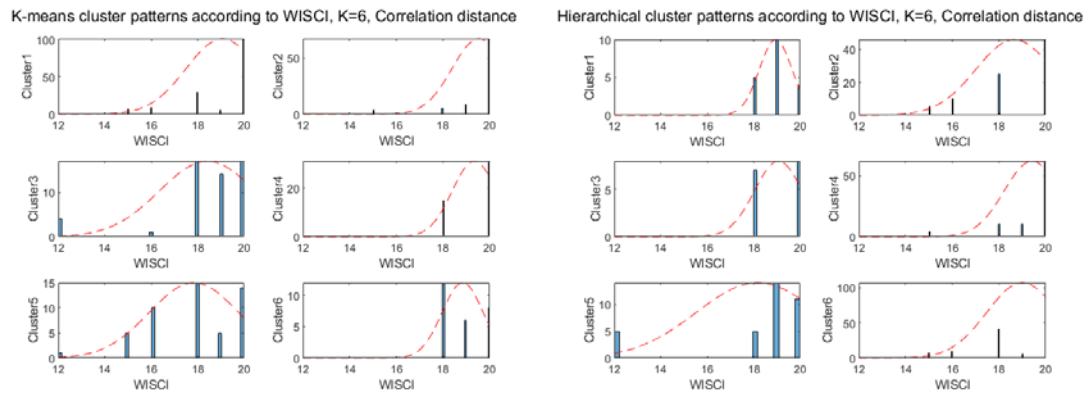 K-means cluster patterns according to WISCI, K=6, Correlation distance
Cluster1
100
50
0
12 14 16 18 20
WISCI
Cluster2
50
0
12 14 16 18 20
WISCI
Cluster3
10
0
12 14 16 18 20
WISCI
Cluster4
20
0
12 14 16 18 20
WISCI
Cluster5
15
10
5
0
12 14 16 18 20
WISCI
Cluster6
10
5
0
12 14 16 18 20
WISCI
Hierarchical cluster patterns according to WISCI, K=6, Correlation distance
Cluster1
10
5
0
12 14 16 18 20
WISCI
Cluster2
40
20
0
12 14 16 18 20
WISCI
Cluster3
5
0
12 14 16 18 20
WISCI
Cluster4
50
0
12 14 16 18 20
WISCI
Cluster5
10
5
0
12 14 16 18 20
WISCI
Cluster6
100
50
0
12 14 16 18 20
WISCI